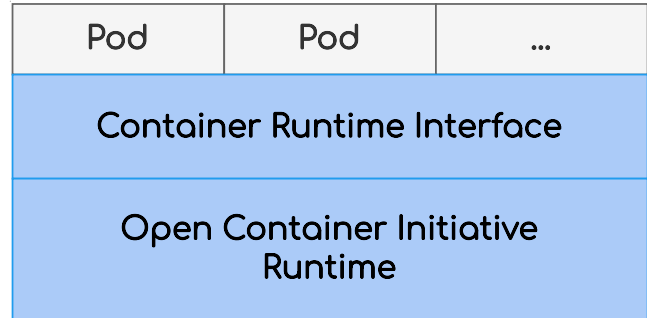 Pod Pod ...
Container Runtime Interface
Open Container Initiative
Runtime